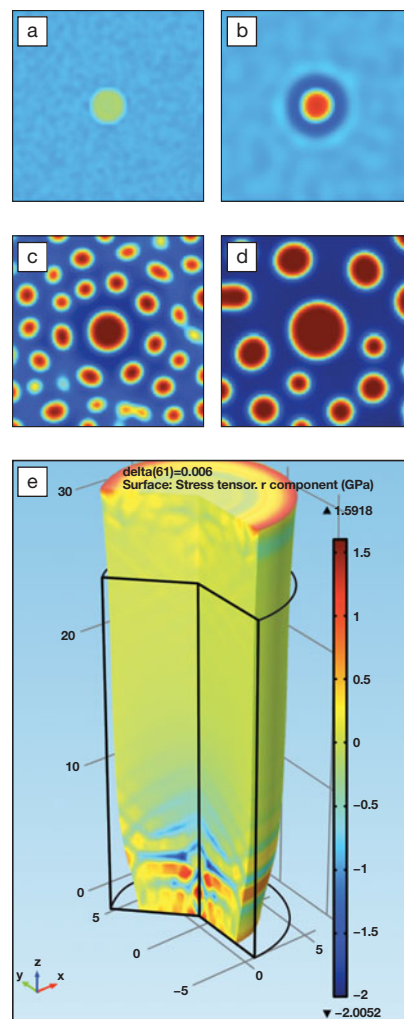 a
b
c
d
e
delta(61)=0.006
Surface: Stress tensor. r component (GPa)
30
20
10
0
5
0
−5
0
5
▲ 1.5918
1.5
1
0.5
0
−0.5
−1
−1.5
−2
▼ −2.0052
y
z
x